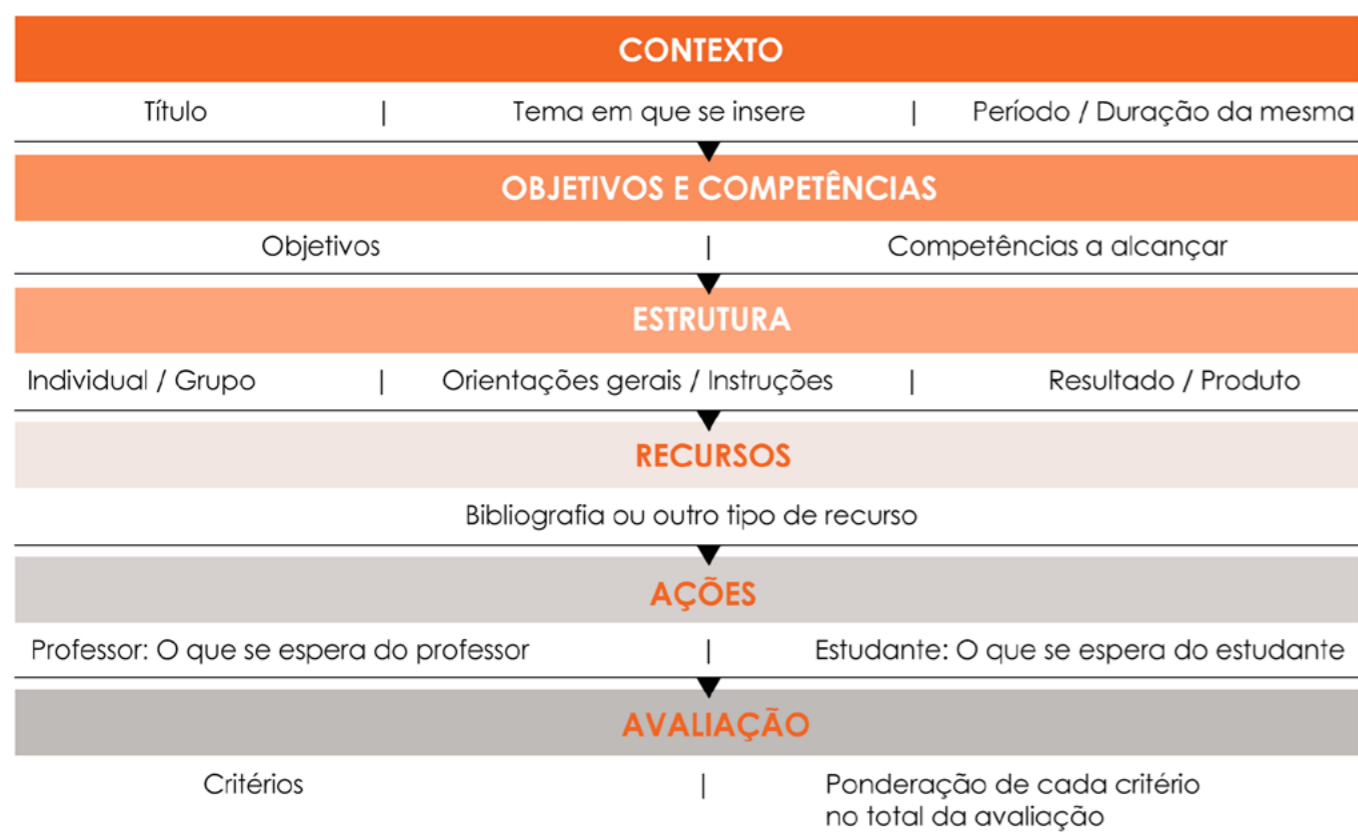 CONTEXTO
Título | Tema em que se insere | Período / Duração da mesma
OBJETIVOS E COMPETÊNCIAS
Objetivos | Competências a alcançar
ESTRUTURA
Individual / Grupo | Orientações gerais / Instruções | Resultado / Produto
RECURSOS
Bibliografia ou outro tipo de recurso
AÇÕES
Professor: O que se espera do professor | Estudante: O que se espera do estudante
AVALIAÇÃO
Critérios | Ponderação de cada critério
no total da avaliação